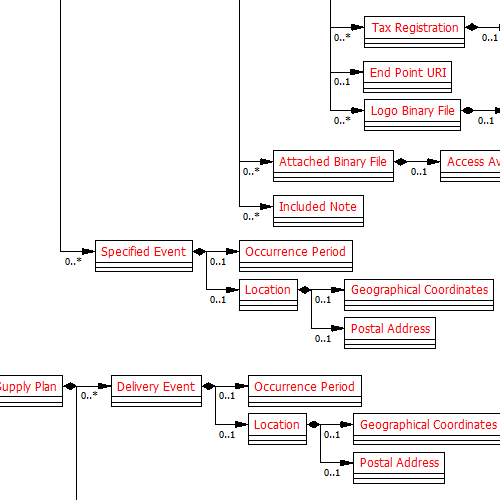 Tax Registration
0..*
0..1
End Point URI
0..1
Logo Binary File
0..*
0..1
Attached Binary File
Access
0..*
0..1
Included Note
0..*
Specified Event
Occurrence Period
0..*
0..1
Location
Geographical Coordinates
0..1
0..1
Postal Address
0..1
Supply Plan
Delivery Event
Occurrence Period
0..*
0..1
Location
Geographical Coordinates
0..1
0..1
Postal Address
0..1